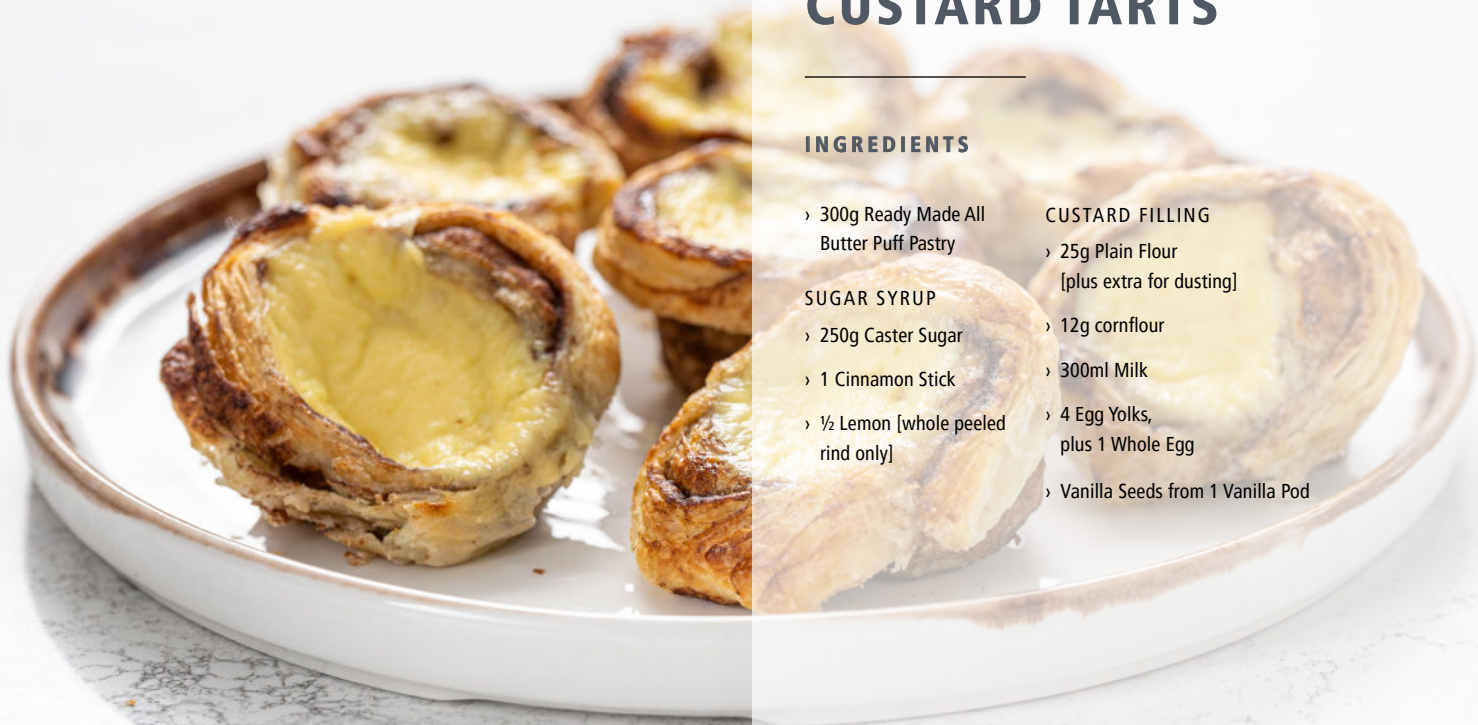 CUSTARD TARTS
INGREDIENTS
› 300g Ready Made All
Butter Puff Pastry
SUGAR SYRUP
› 250g Caster Sugar
› 1 Cinnamon Stick
› ½ Lemon [whole peeled
rind only]
CUSTARD FILLING
› 25g Plain Flour
[plus extra for dusting]
› 12g cornflour
› 300ml Milk
› 4 Egg Yolks,
plus 1 Whole Egg
› Vanilla Seeds from 1 Vanilla Pod